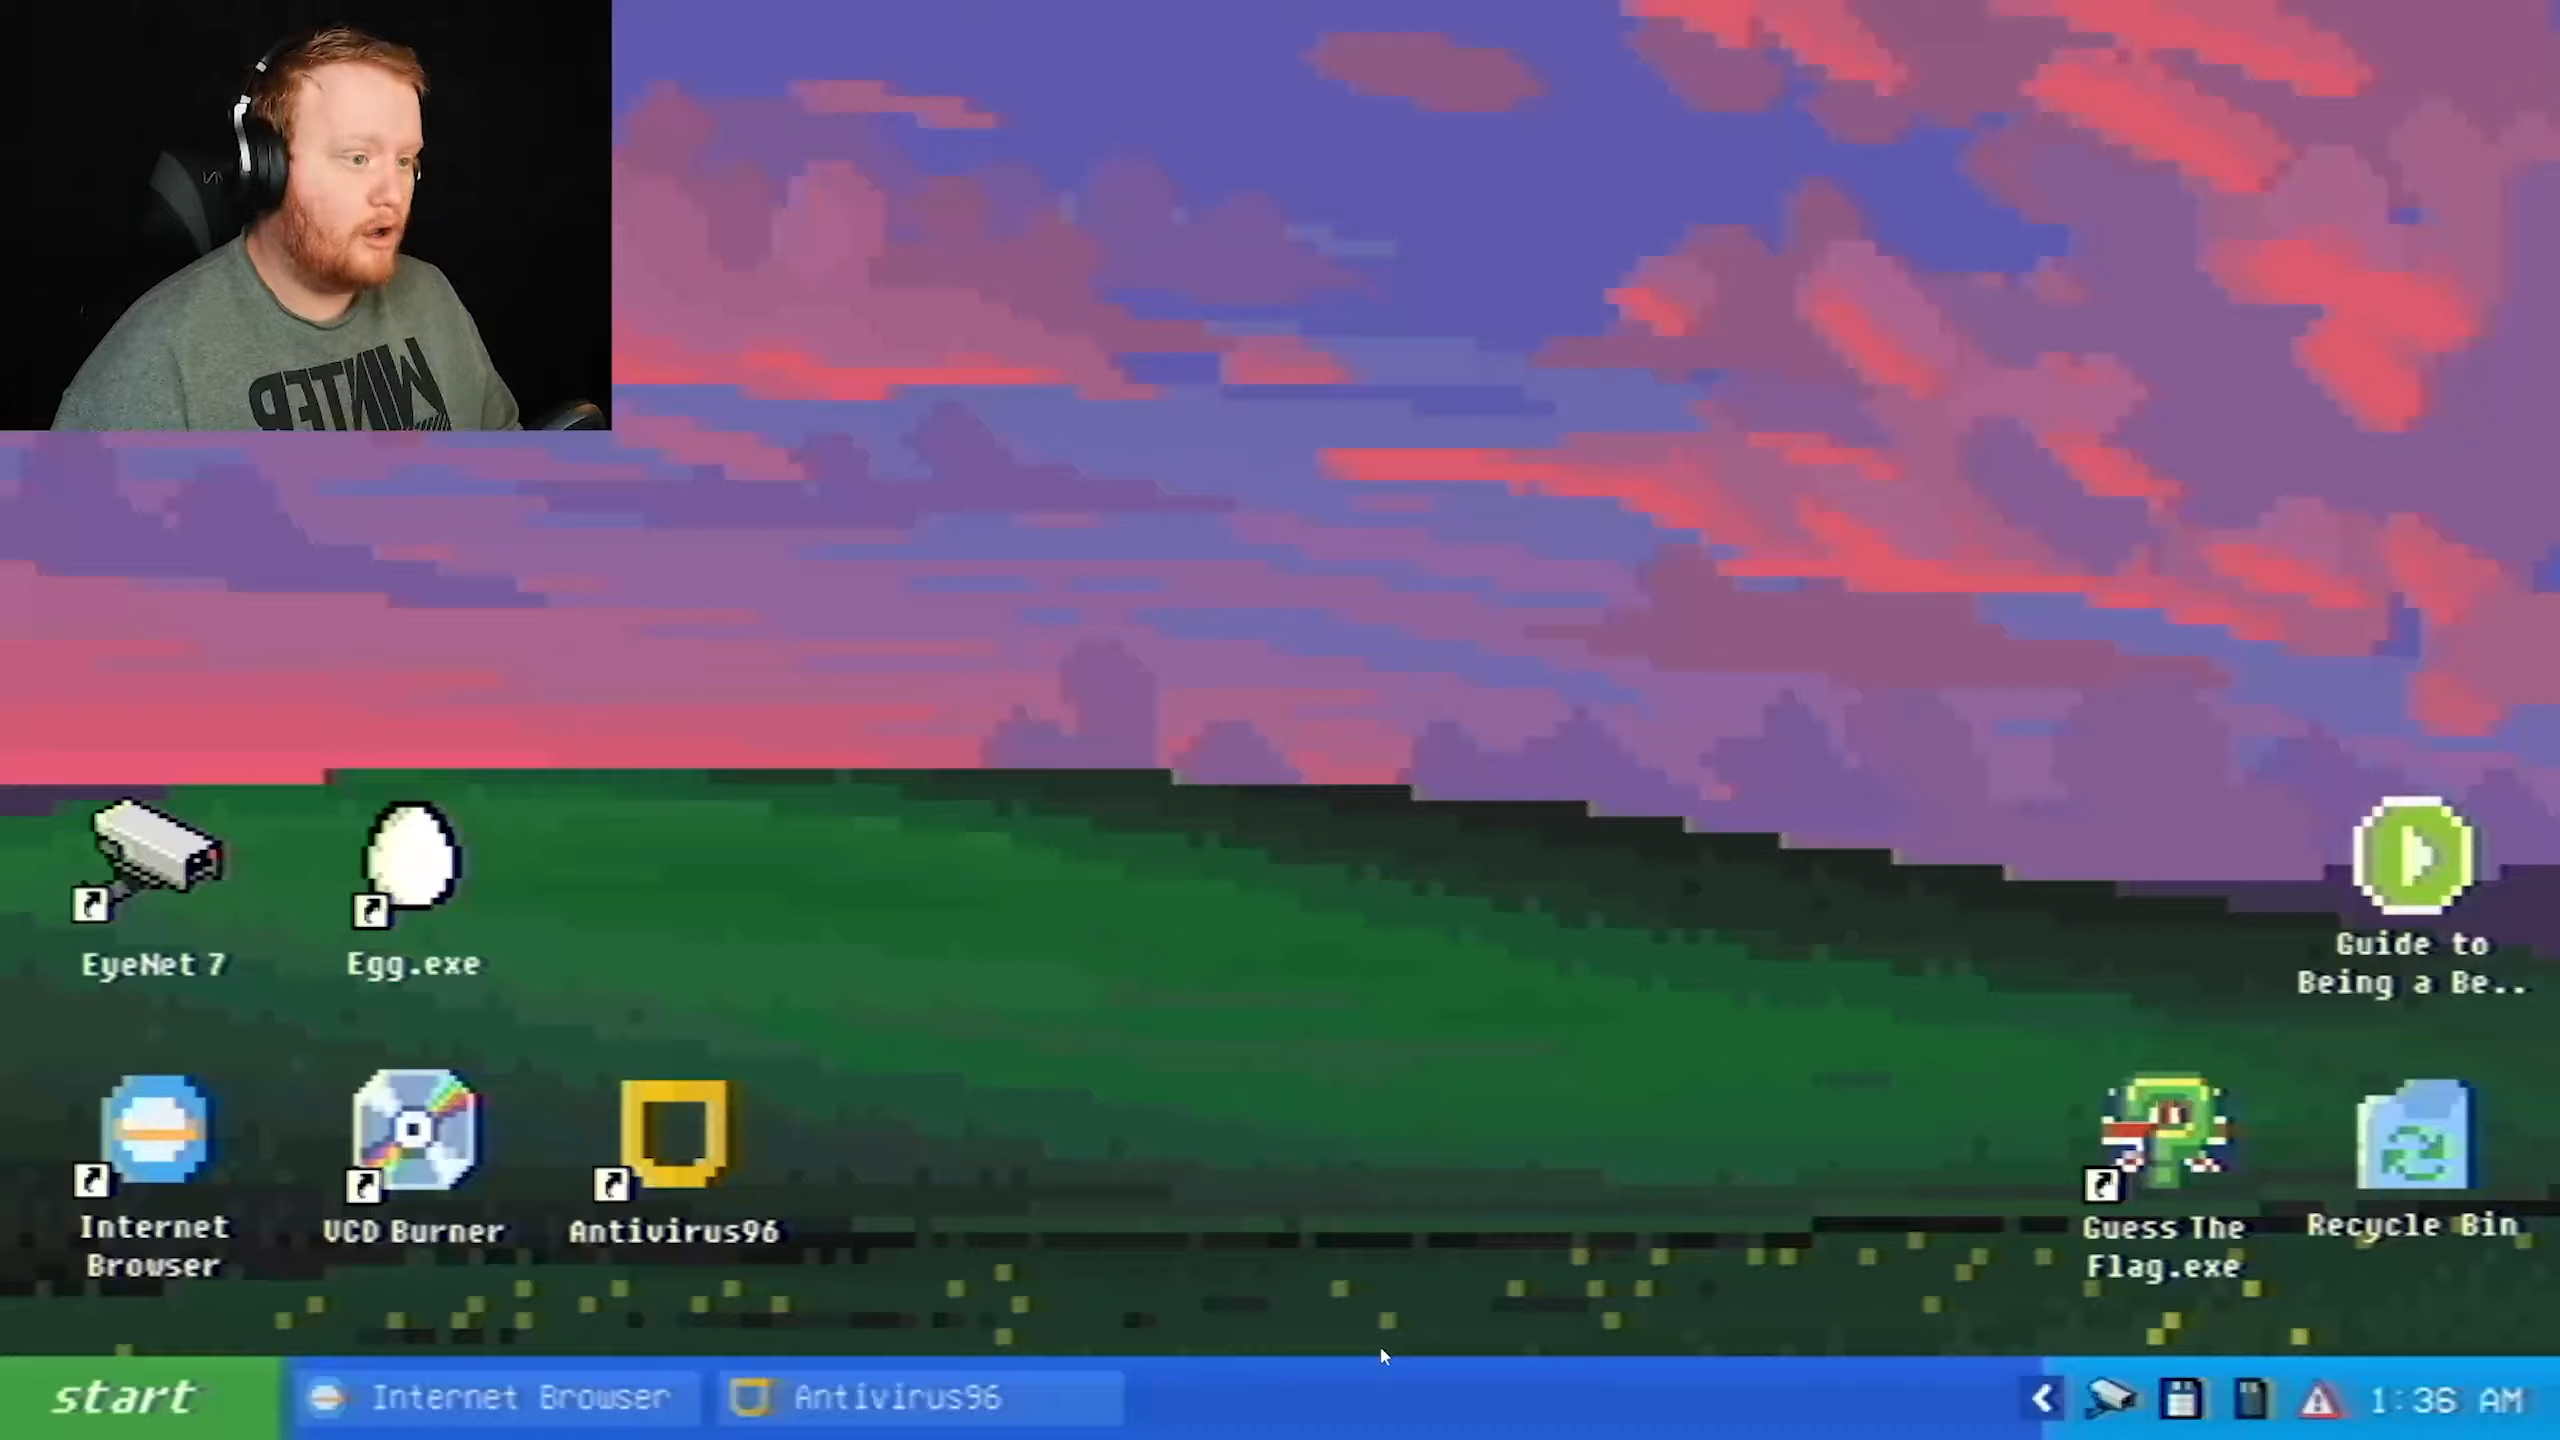 MINTER
EyeNet 7
Egg.exe
Guide to
Being a Be..
Internet
Browser
VCD Burner
Antivirus96
Guess The
Flag.exe
Recycle Bin
start
Internet Browser
Antivirus96
1:36 AM